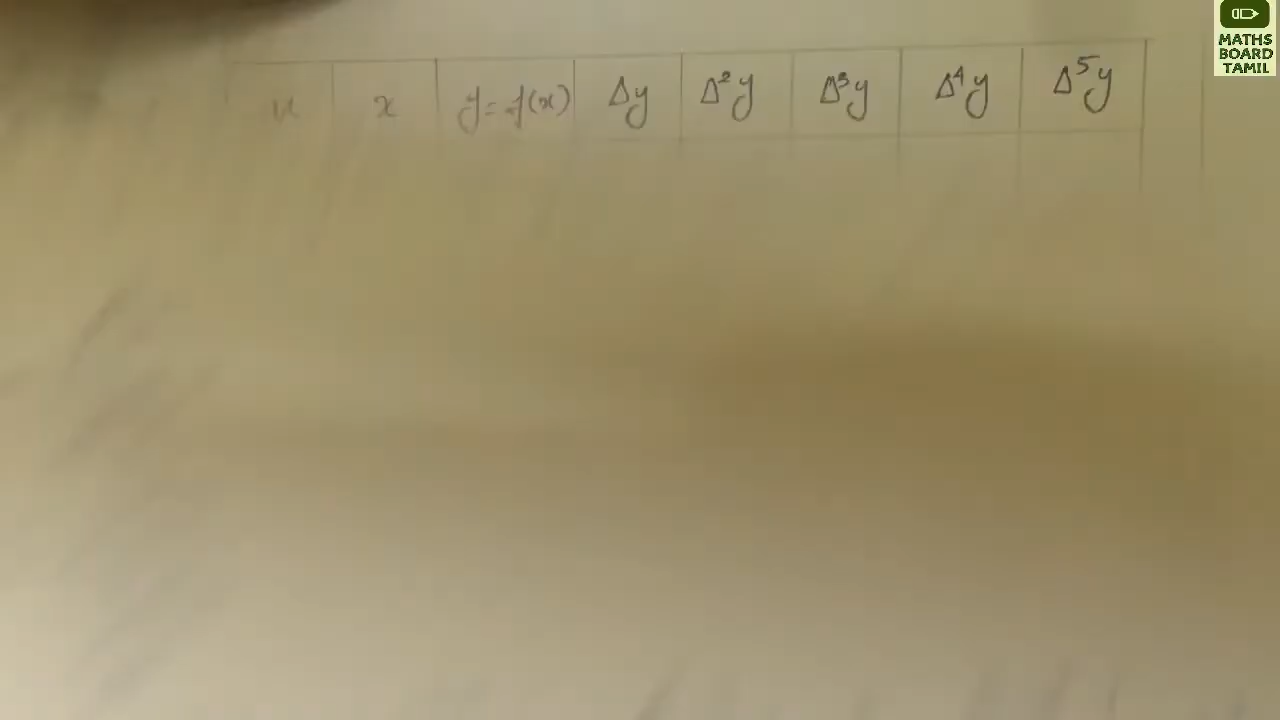 u x y = f(x) Δy Δ²y Δ³y Δ⁴y Δ⁵y
MATHS
BOARD
TAMIL